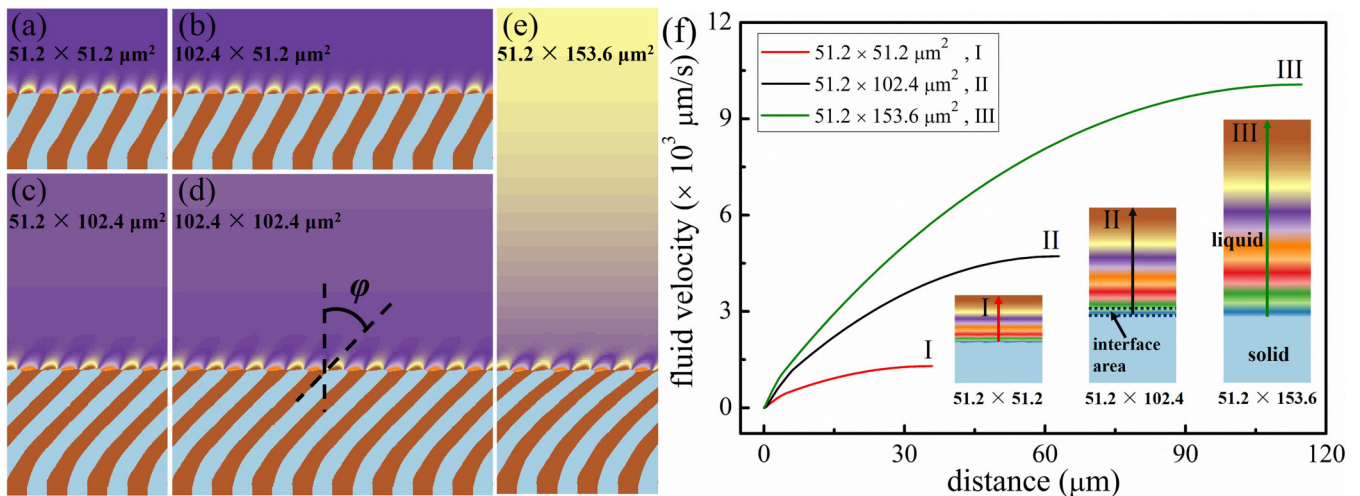 (a)
51.2 × 51.2 μm²
(b)
102.4 × 51.2 μm²
(c)
51.2 × 102.4 μm²
(d)
102.4 × 102.4 μm²
φ
(e)
51.2 × 153.6 μm²
(f)
fluid velocity (× 10³ μm/s)
12
9
6
3
0
51.2 × 51.2 μm² , I
51.2 × 102.4 μm² , II
51.2 × 153.6 μm² , III
III
II
I
I
51.2 × 51.2
II
interface
area
51.2 × 102.4
III
liquid
solid
51.2 × 153.6
0
30
60
90
120
distance (μm)